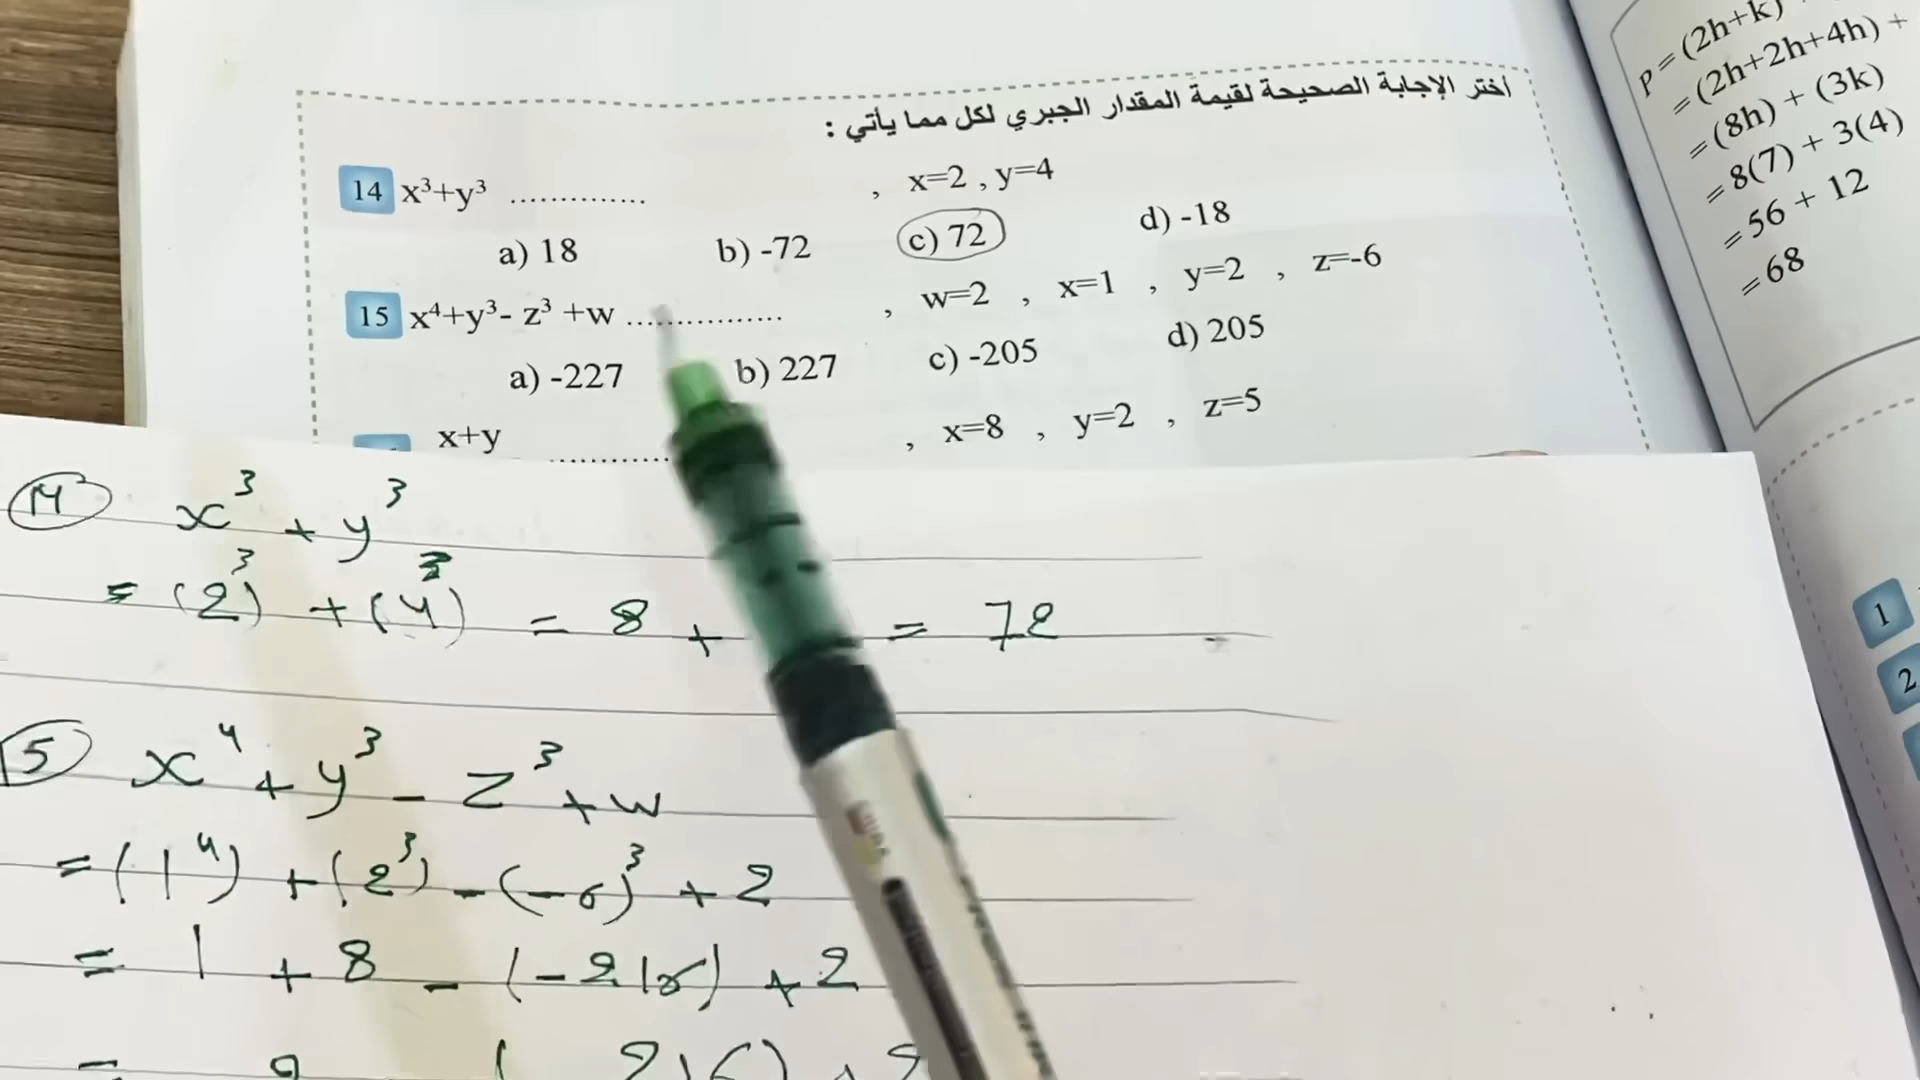 أختر الإجابة الصحيحة لقيمة المقدار الجبري لكل مما يأتي :
14 x³+y³ .............. , x=2 , y=4
a) 18 b) -72 c) 72 d) -18
15 x⁴+y³- z³ +w ................ , w=2 , x=1 , y=2 , z=-6
a) -227 b) 227 c) -205 d) 205
x+y ............ , x=8 , y=2 , z=5
14 x³ + y³
= (2³) + (4³) = 8 + = 72
5 x⁴ + y³ - z³ + w
= (1⁴) + (2³) - (-6)³ + 2
= 1 + 8 - (-216) + 2
P = (2h+k)
= (2h+2h+4h) +
= (8h) + (3k)
= 8(7) + 3(4)
= 56 + 12
= 68
1
2